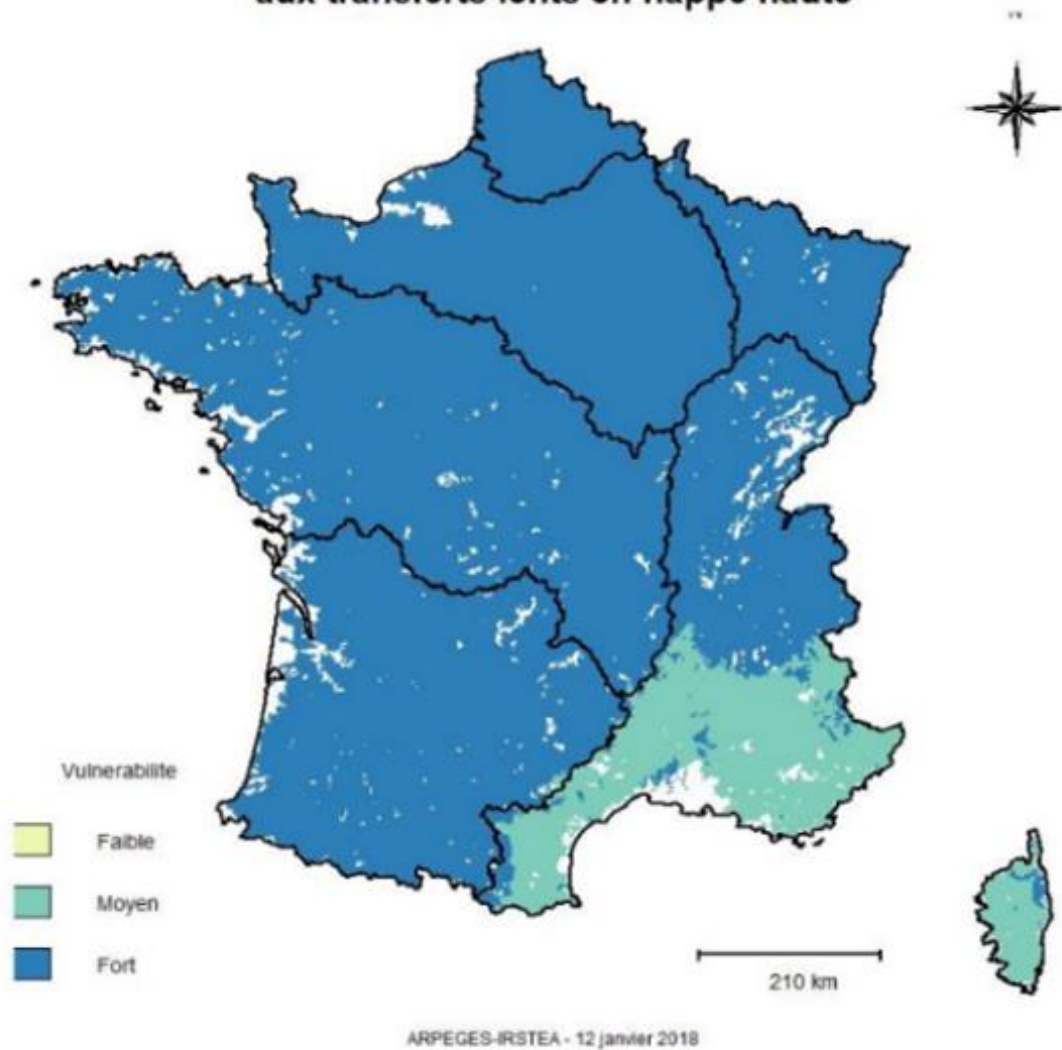 aux transferts lents en nappe haute
Vulnerabilite
Faible
Moyen
Fort
210 km
ARPEGES-IRSTEA - 12 janvier 2018